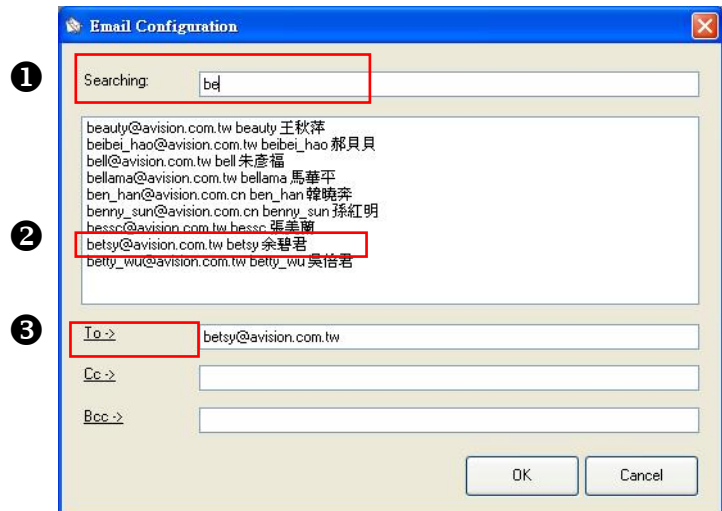 Email Configuration
❶
Searching: be
beauty@avision.com.tw beauty 王秋萍
beibei_hao@avision.com.tw beibei_hao 郝貝貝
bell@avision.com.tw bell 朱彥福
bellama@avision.com.tw bellama 馬華平
ben_han@avision.com.cn ben_han 韓曉奔
benny_sun@avision.com.cn benny_sun 孫紅明
bessc@avision.com.tw bessc 張美蘭
❷
betsy@avision.com.tw betsy 余碧君
betty_wu@avision.com.tw betty_wu 吳倍君
❸
To -> betsy@avision.com.tw
Cc ->
Bcc ->
OK Cancel